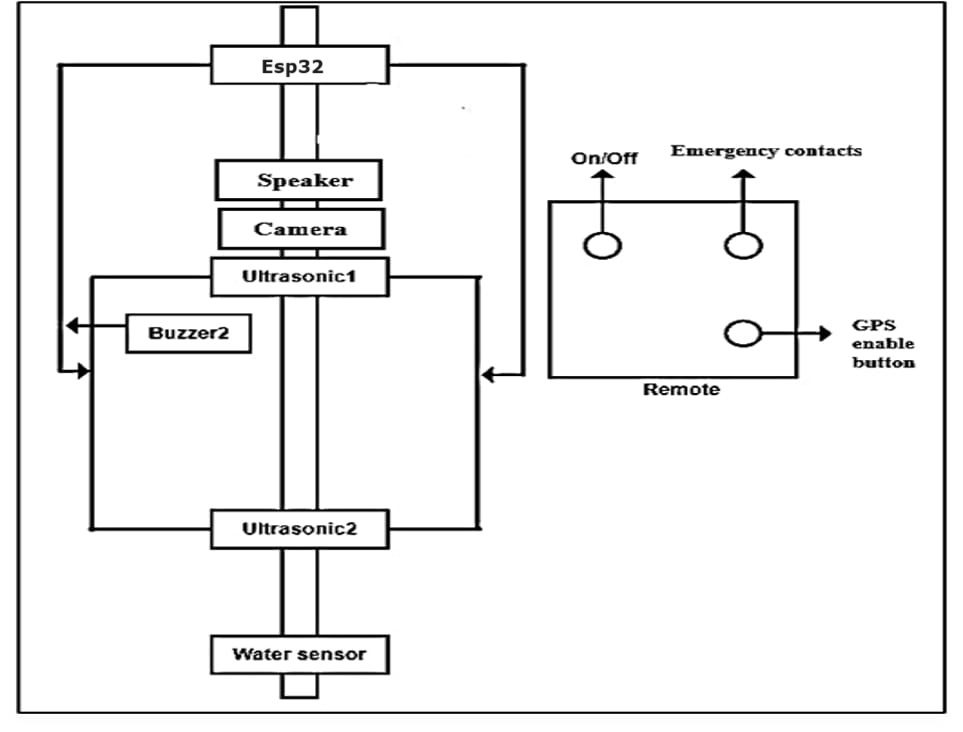 Esp32
Speaker
Camera
Ultrasonic1
Buzzer2
Ultrasonic2
Water sensor
On/Off
Emergency contacts
GPS
enable
button
Remote